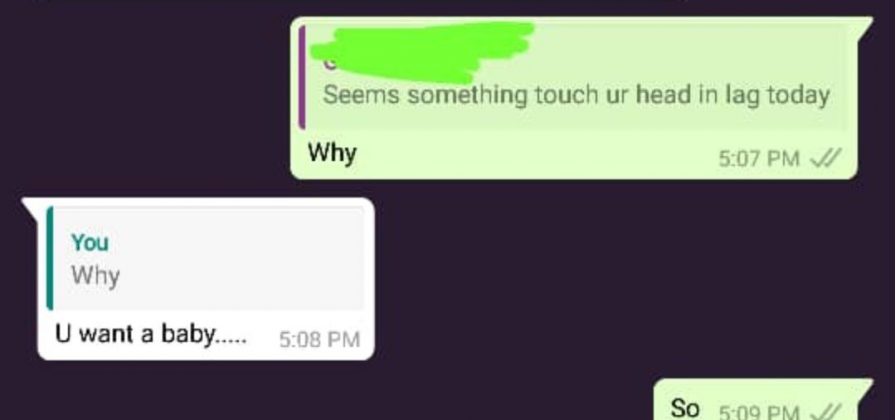 Seems something touch ur head in lag today
Why
5:07 PM
You
Why
U want a baby.....
5:08 PM
So
5:09 PM